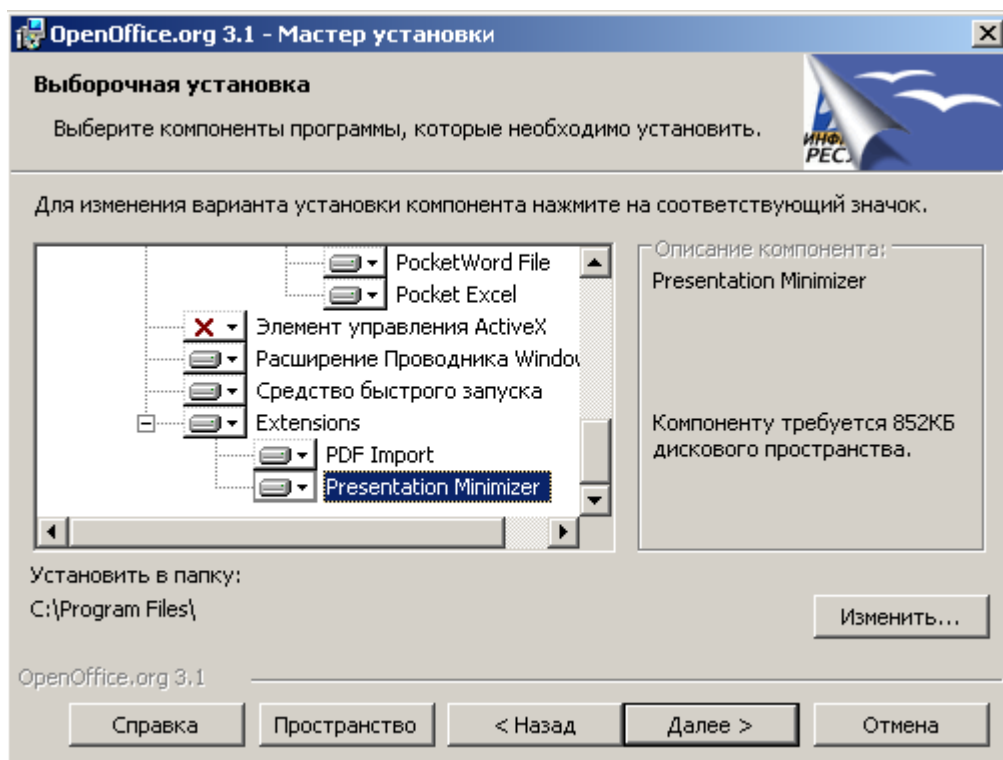 OpenOffice.org 3.1 - Мастер установки
Выборочная установка
Выберите компоненты программы, которые необходимо установить.
Для изменения варианта установки компонента нажмите на соответствующий значок.
PocketWord File
Pocket Excel
Элемент управления ActiveX
Расширение Проводника Window
Средство быстрого запуска
Extensions
PDF Import
Presentation Minimizer
Описание компонента:
Presentation Minimizer
Компоненту требуется 852КБ
дискового пространства.
Установить в папку:
C:\Program Files\
Изменить...
OpenOffice.org 3.1
Справка
Пространство
< Назад
Далее >
Отмена